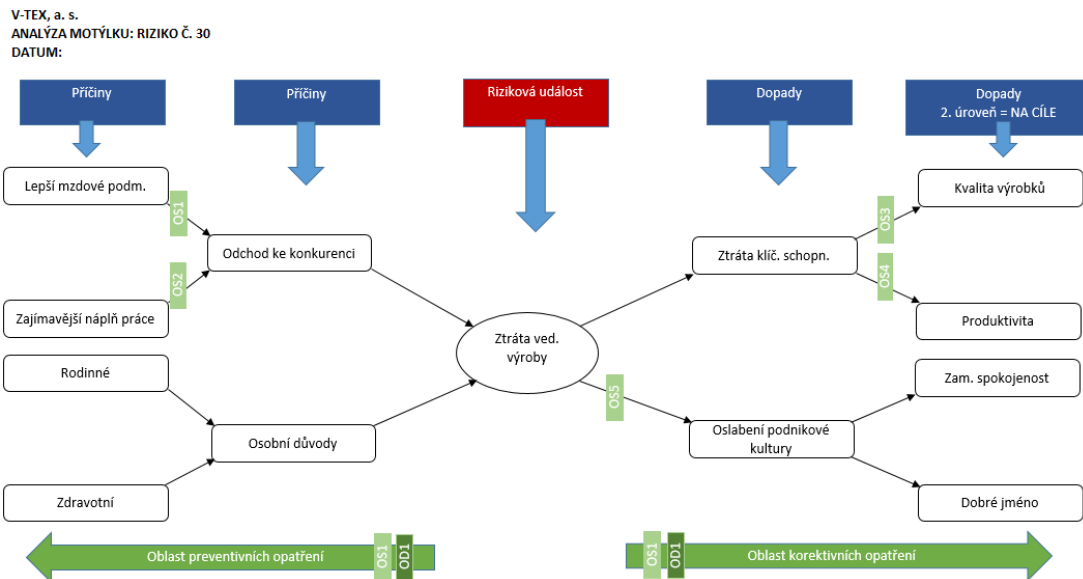 V-TEX, a. s.
ANALÝZA MOTÝLKU: RIZIKO Č. 30
DATUM:
Příčiny
Příčiny
Riziková událost
Dopady
Dopady
2. úroveň = NA CÍLE
Lepší mzdové podm.
OS1
Odchod ke konkurenci
OS2
Zajímavější náplň práce
Rodinné
Osobní důvody
Zdravotní
Ztráta ved.
výroby
Ztráta klíč. schopn.
OS3
OS4
Kvalita výrobků
Produktivita
OS5
Oslabení podnikové
kultury
Zam. spokojenost
Dobré jméno
Oblast preventivních opatření
OS1
OD1
OS1
OD1
Oblast korektivních opatření